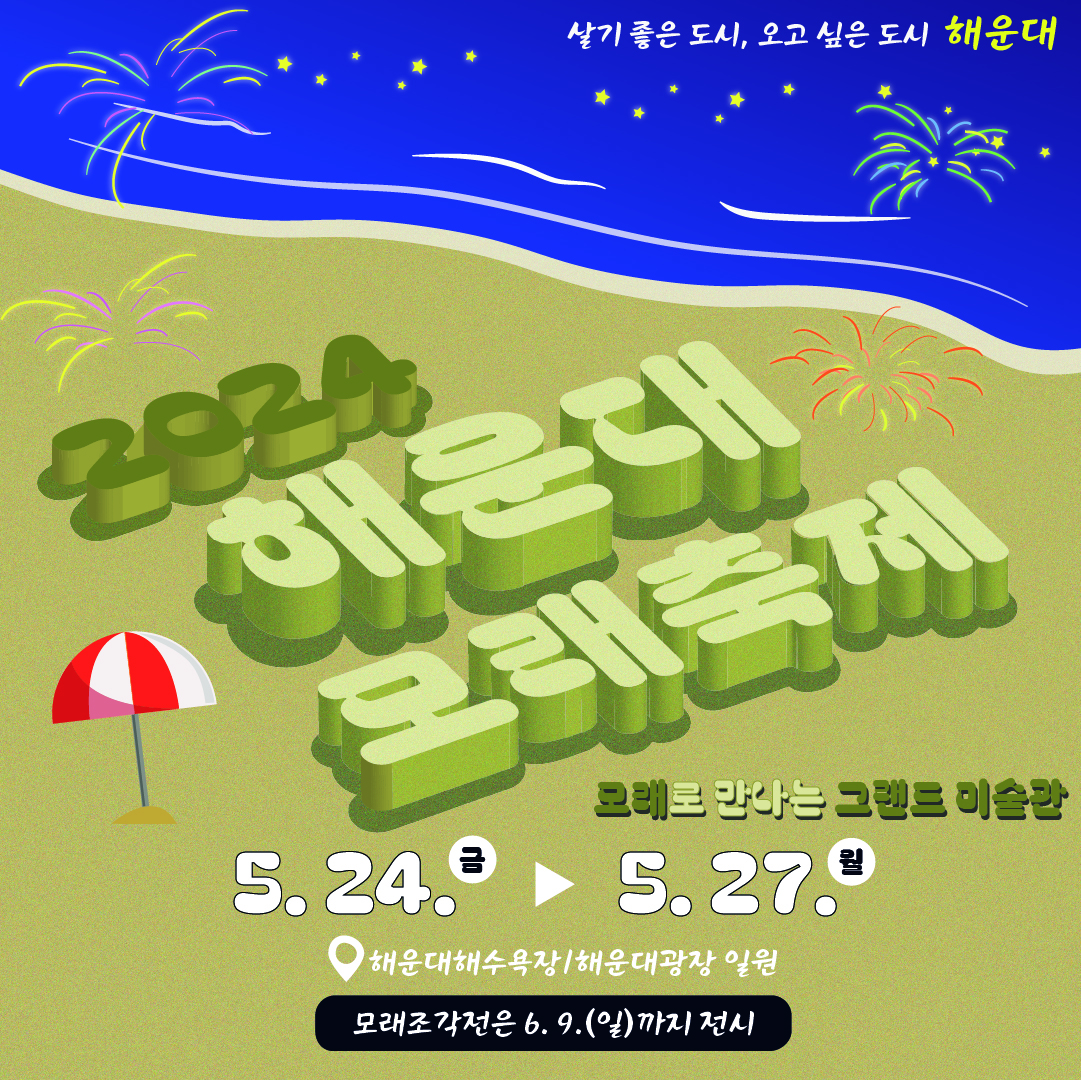 살기 좋은 도시, 오고 싶은 도시 해운대
2024
해운대
모래축제
모래로 만나는 그랜드 미술관
5. 24. 금 ▶ 5. 27. 월
해운대해수욕장/해운대광장 일원
모래조각전은 6. 9.(일)까지 전시